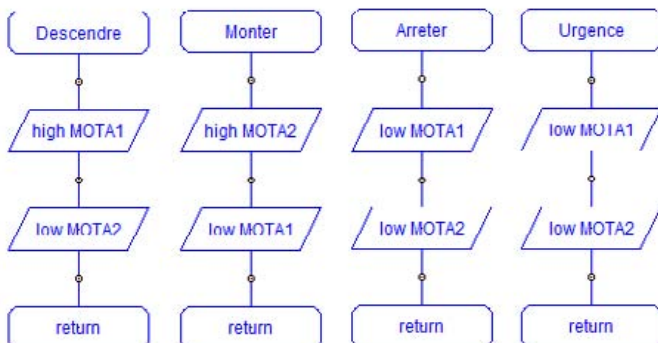 Descendre
Monter
Arreter
Urgence
high MOTA1
high MOTA2
low MOTA1
low MOTA1
low MOTA2
low MOTA1
low MOTA2
low MOTA2
return
return
return
return